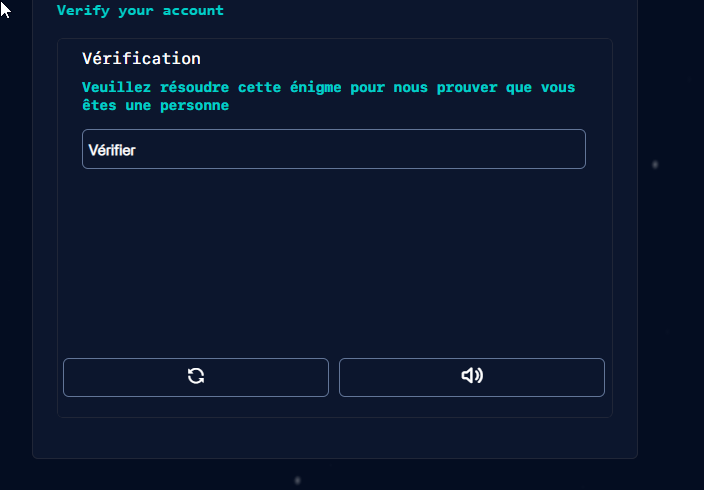 Verify your account
Vérification
Veuillez résoudre cette énigme pour nous prouver que vous
êtes une personne
Vérifier